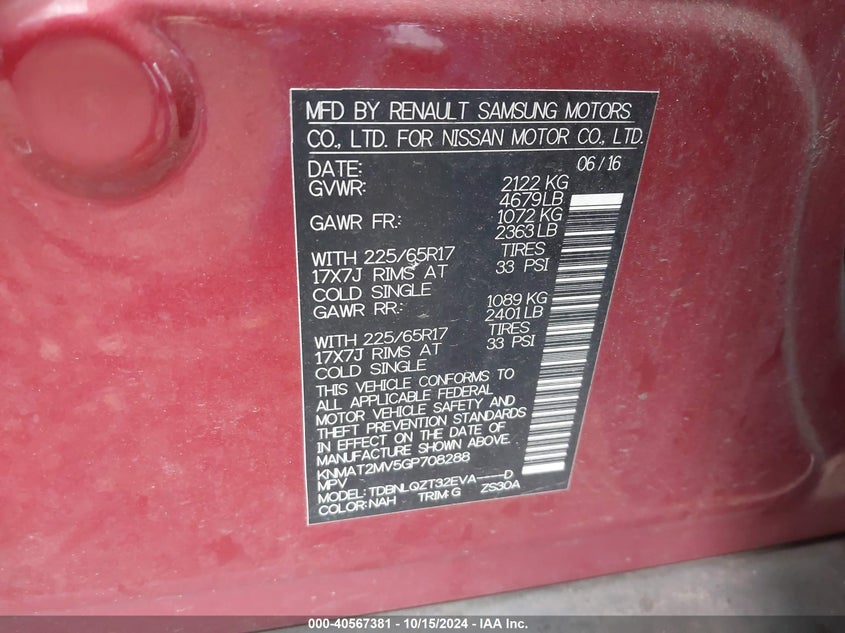 MFD BY RENAULT SAMSUNG MOTORS
CO., LTD. FOR NISSAN MOTOR CO., LTD.
DATE: 06/16
GVWR: 2122 KG
4679LB
GAWR FR.: 1072 KG
2363LB
WITH 225/65R17 TIRES
17X7J RIMS AT 33 PSI
COLD SINGLE
GAWR RR.: 1089 KG
2401LB
WITH 225/65R17 TIRES
17X7J RIMS AT 33 PSI
COLD SINGLE
THIS VEHICLE CONFORMS TO
ALL APPLICABLE FEDERAL
MOTOR VEHICLE SAFETY AND
THEFT PREVENTION STANDARDS
IN EFFECT ON THE DATE OF
MANUFACTURE SHOWN ABOVE.
KNMAT2MV5GP708288
MPV
MODEL: TDBNLQZT32EVA----D
COLOR: NAH TRIM: G ZS30A
000-40567381 - 10/15/2024 - IAA Inc.